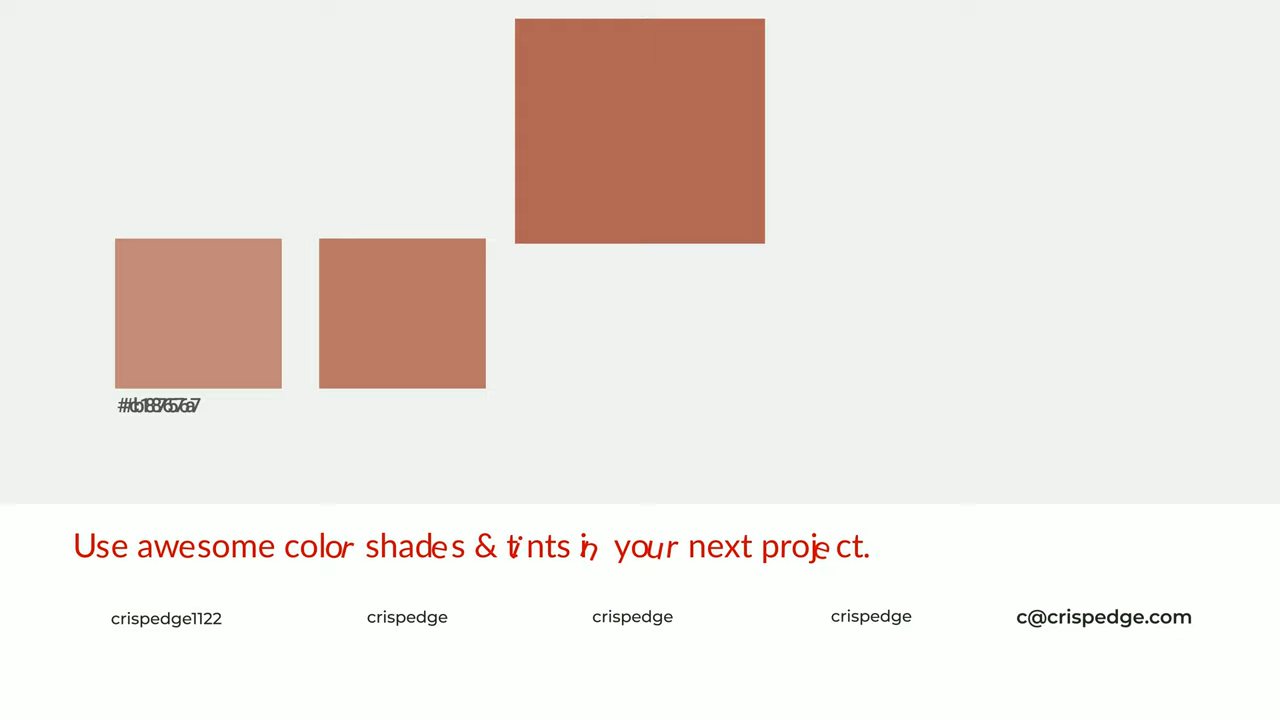 Use awesome color shades & tints in your next project.
crispedge1122 crispedge crispedge crispedge c@crispedge.com